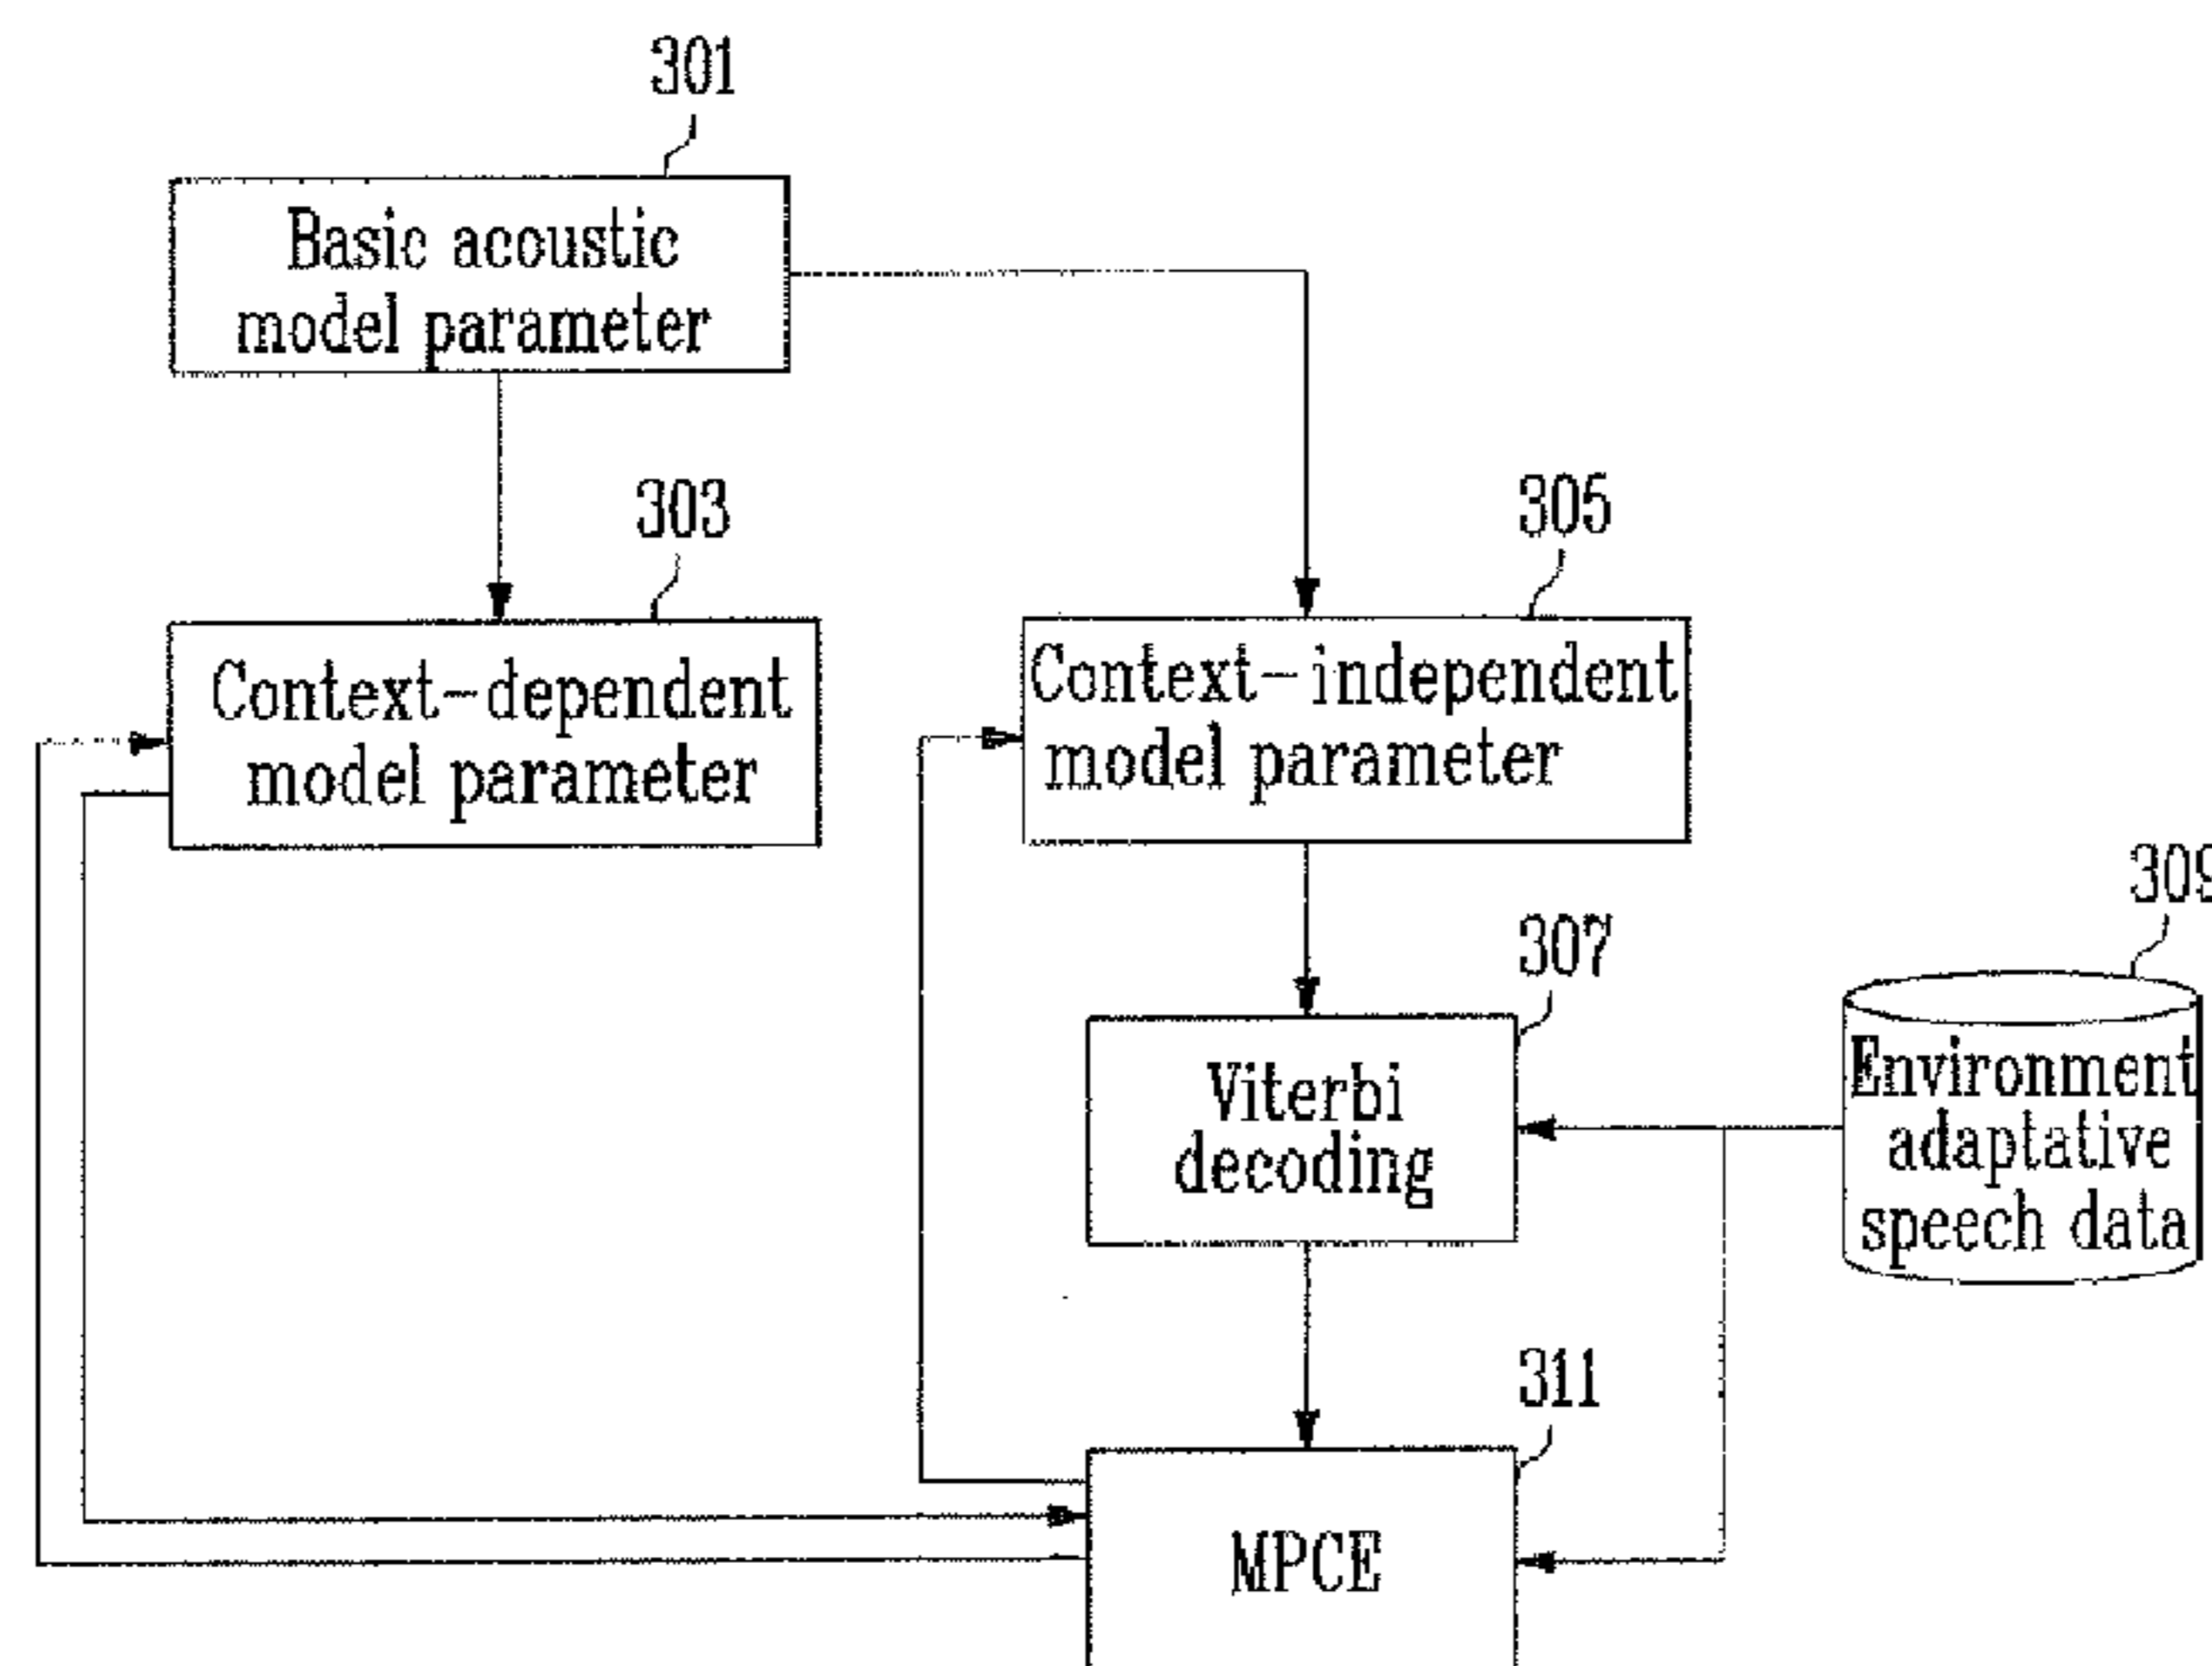 301
Basic acoustic
model parameter
303
Context-dependent
model parameter
305
Context-independent
model parameter
307
Viterbi
decoding
309
Environment
adaptative
speech data
311
MPCE